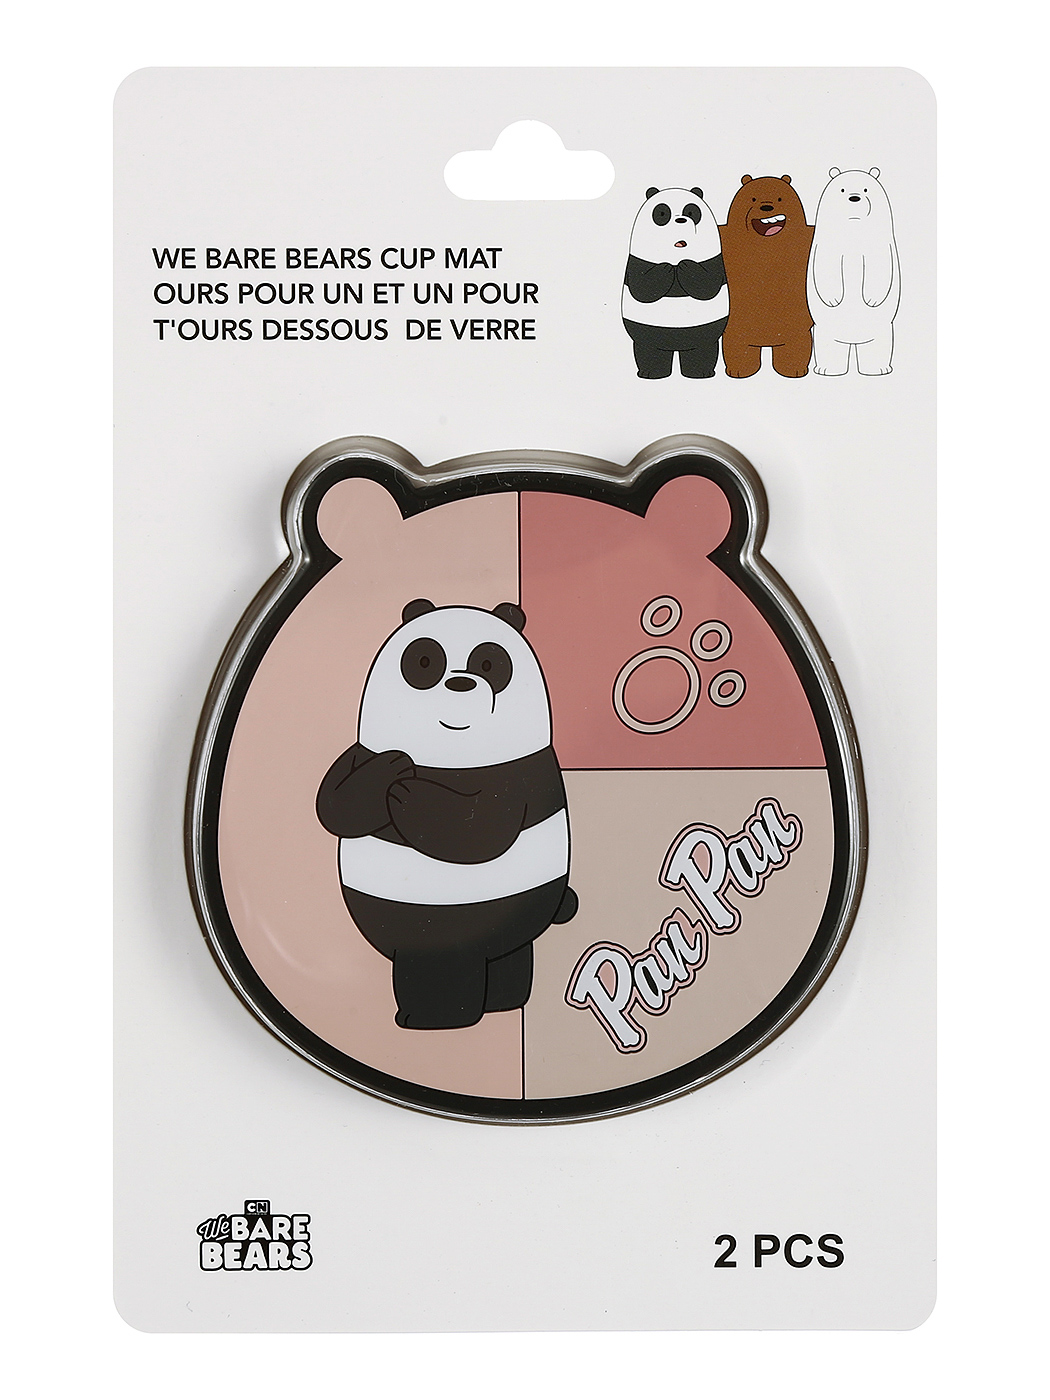 WE BARE BEARS CUP MAT
OURS POUR UN ET UN POUR
T'OURS DESSOUS DE VERRE
Pan Pan
CN
We BARE
BEARS
2 PCS